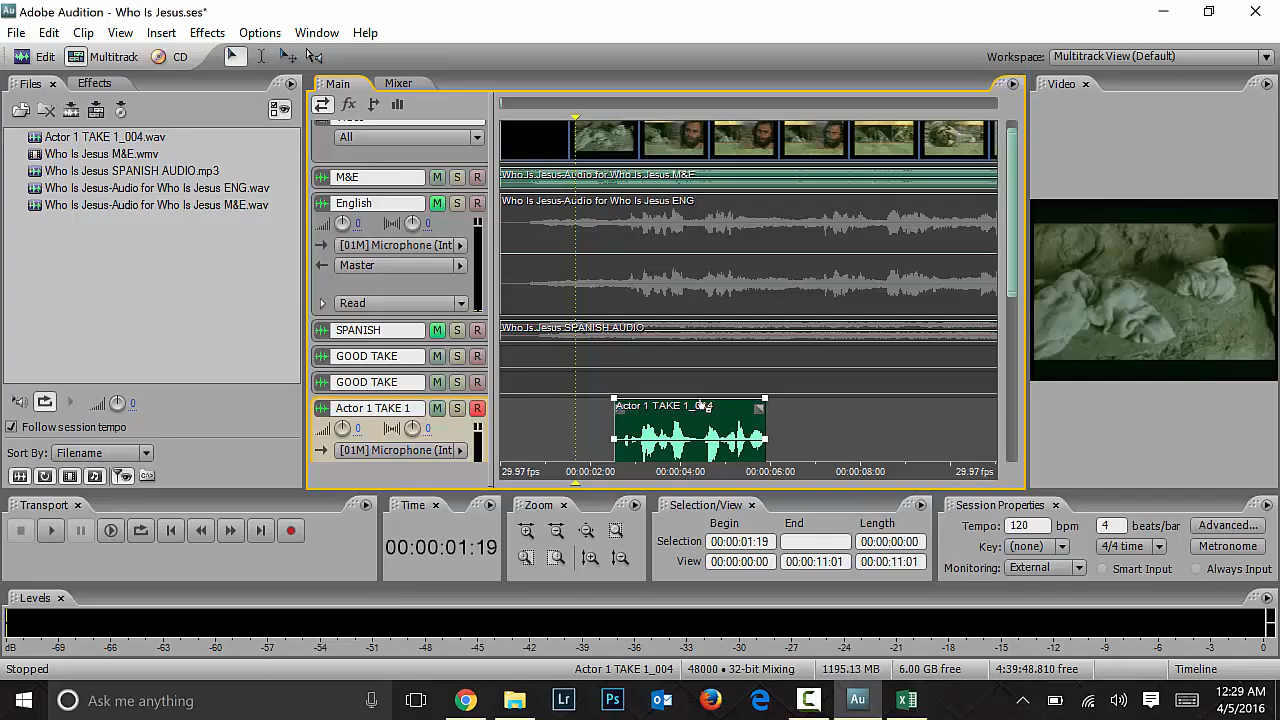 Au Adobe Audition - Who Is Jesus.ses*
File Edit Clip View Insert Effects Options Window Help
Edit Multitrack CD
Workspace: Multitrack View (Default)
Files Effects
Main Mixer
Video
Actor 1 TAKE 1_004.wav
Who Is Jesus M&E.wmv
Who Is Jesus SPANISH AUDIO.mp3
Who Is Jesus-Audio for Who Is Jesus ENG.wav
Who Is Jesus-Audio for Who Is Jesus M&E.wav
0
Follow session tempo
Sort By: Filename
fx
All
M&E M S R
Who Is Jesus-Audio for Who Is Jesus M&E
English M S R
Who Is Jesus-Audio for Who Is Jesus ENG
0 0
[01M] Microphone (Int
Master
Read
SPANISH M S R
Who Is Jesus SPANISH AUDIO
GOOD TAKE M S R
GOOD TAKE M S R
Actor 1 TAKE 1 M S R
Actor 1 TAKE 1_004
0 0
[01M] Microphone (Int
29.97 fps 00:00:02:00 00:00:04:00 00:00:06:00 00:00:08:00 29.97 fps
Transport
Time
00:00:01:19
Zoom
Selection/View
Begin End Length
Selection 00:00:01:19 00:00:00:00
View 00:00:00:00 00:00:11:01 00:00:11:01
Session Properties
Tempo: 120 bpm 4 beats/bar Advanced...
Key: (none) 4/4 time Metronome
Monitoring: External Smart Input Always Input
Levels
dB -69 -66 -63 -60 -57 -54 -51 -48 -45 -42 -39 -36 -33 -30 -27 -24 -21 -18 -15 -12 -9 -6 -3 0
Stopped Actor 1 TAKE 1_004 48000 • 32-bit Mixing 1195.13 MB 6.00 GB free 4:39:48.810 free Timeline
Ask me anything
Lr Ps Au
12:29 AM
4/5/2016